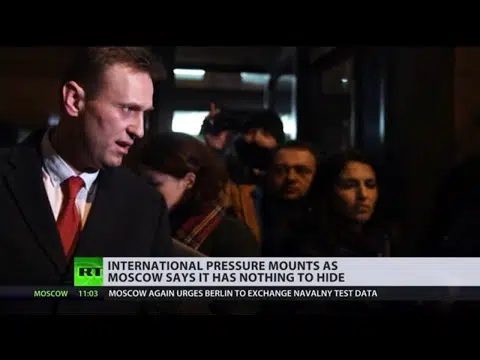 INTERNATIONAL PRESSURE MOUNTS AS
RT MOSCOW SAYS IT HAS NOTHING TO HIDE
MOSCOW 11:03 MOSCOW AGAIN URGES BERLIN TO EXCHANGE NAVALNY TEST DATA